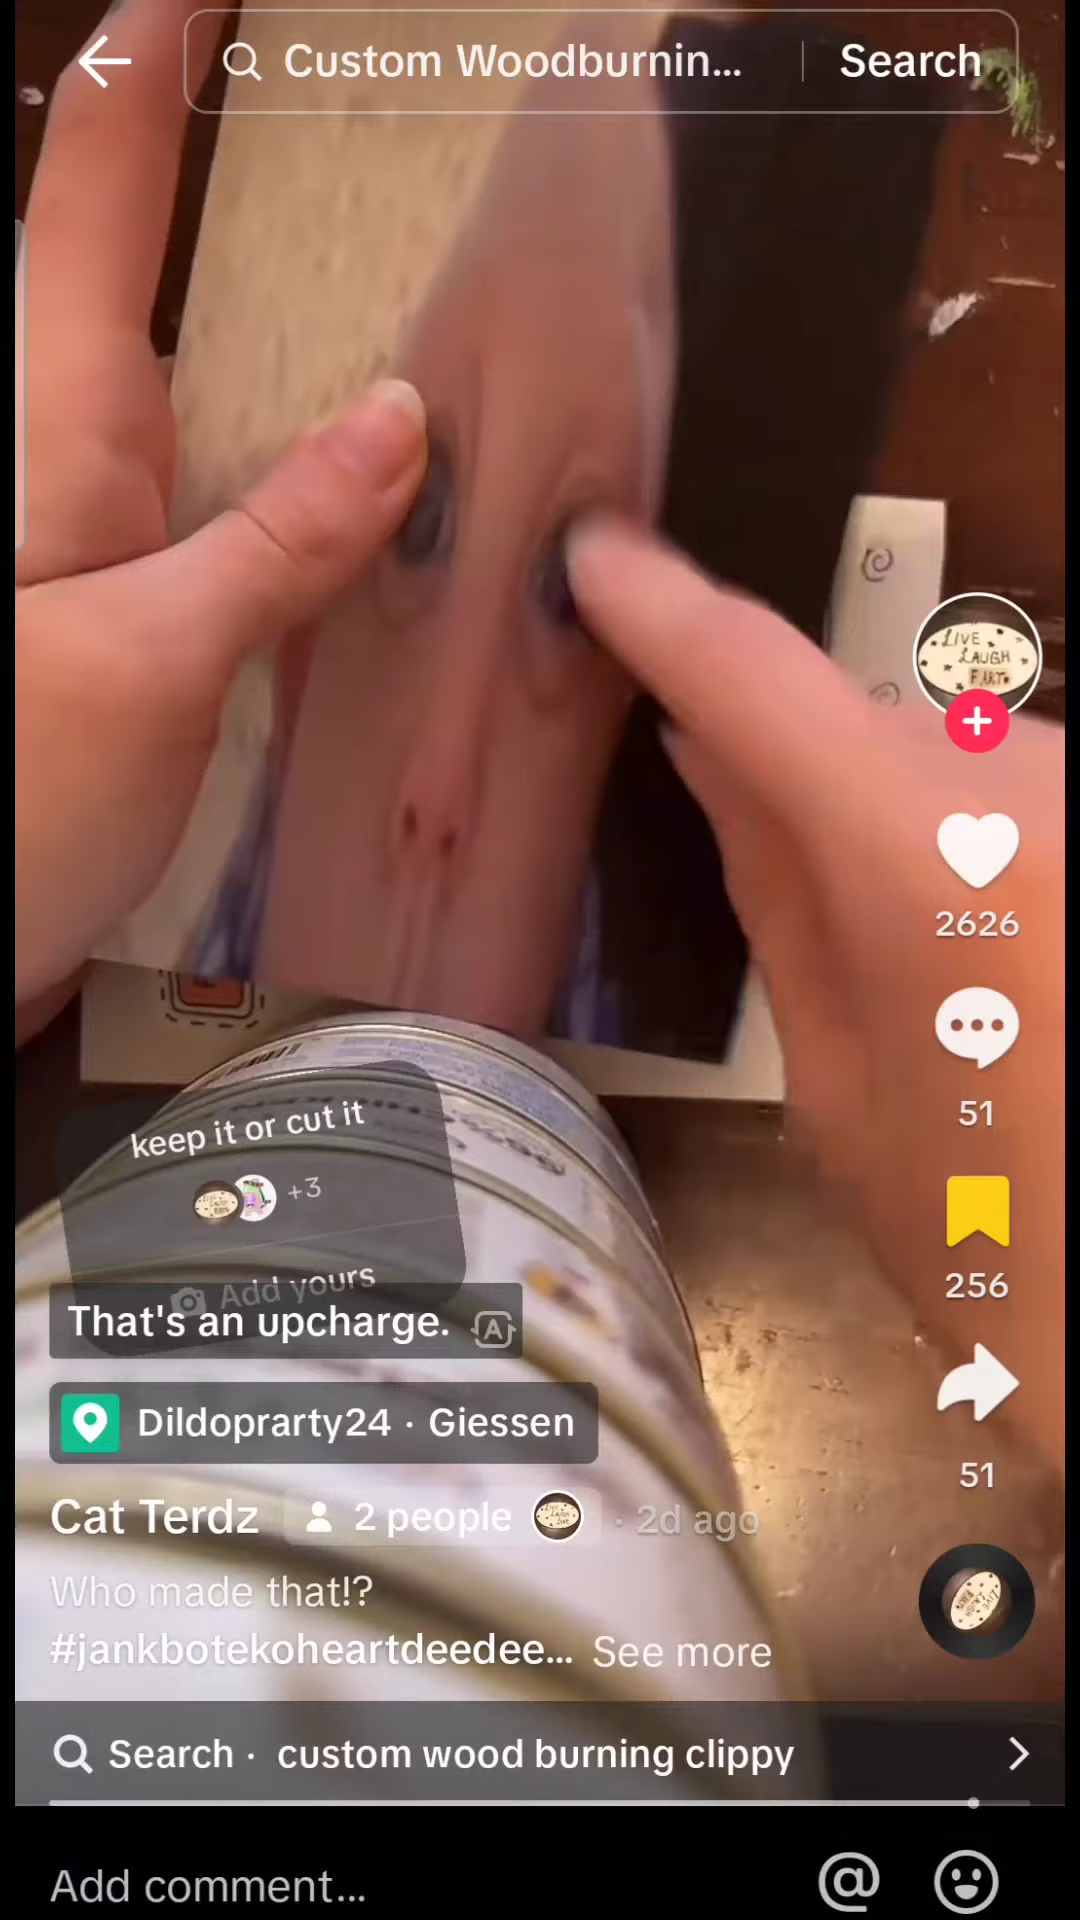 Custom Woodburnin...
Search
LIVE
LAUGH
FART
2626
51
256
51
keep it or cut it
+3
Add yours
That's an upcharge.
Dildoprarty24 · Giessen
Cat Terdz
2 people
· 2d ago
Who made that!?
#jankbotekoheartdeedee... See more
Search · custom wood burning clippy
Add comment...